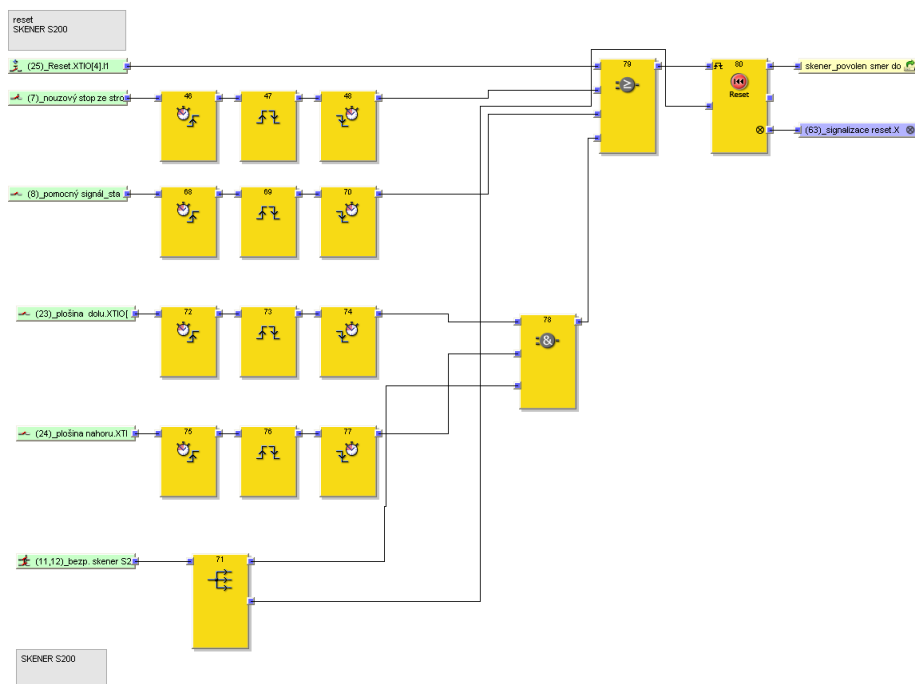 reset
SKENER S200
(25)_Reset.XTIO[4].I1
79
80
Reset
skener_povolen smer do
(7)_nouzový stop ze stro
46
47
48
(63)_signalizace reset.X
(8)_pomocný signál_sta
68
69
70
(23)_plošina dolu.XTIO[
72
73
74
78
&
(24)_plošina nahoru.XTI
75
76
77
(11,12)_bezp. skener S2
71
SKENER S200